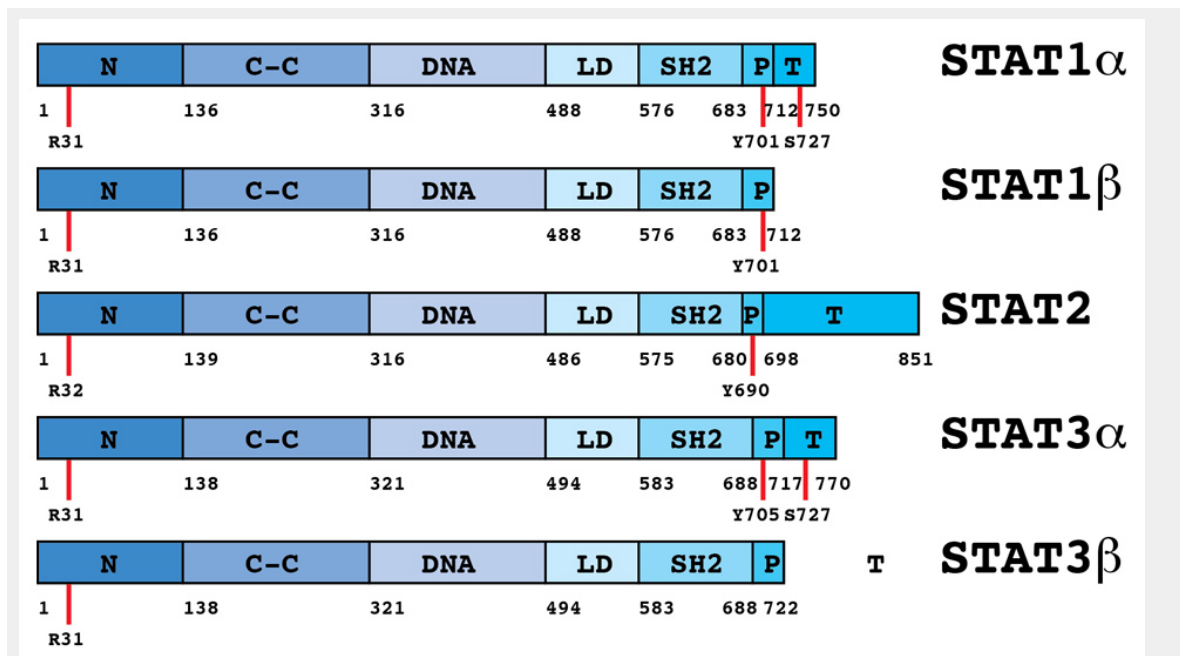 N C-C DNA LD SH2 P T STAT1α
1 136 316 488 576 683 712 750
R31 Y701 S727
N C-C DNA LD SH2 P STAT1β
1 136 316 488 576 683 712
R31 Y701
N C-C DNA LD SH2 P T STAT2
1 139 316 486 575 680 698 851
R32 Y690
N C-C DNA LD SH2 P T STAT3α
1 138 321 494 583 688 717 770
R31 Y705 S727
N C-C DNA LD SH2 P T STAT3β
1 138 321 494 583 688 722
R31